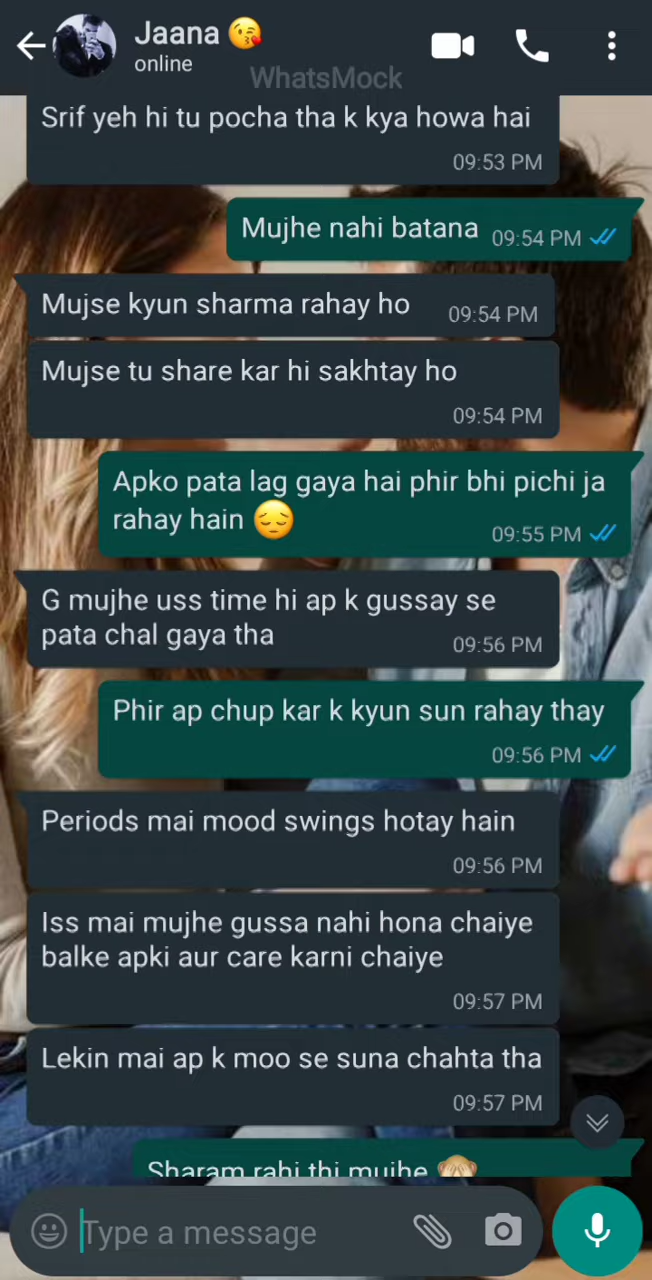 Jaana 😘
online
WhatsMock
Srif yeh hi tu pocha tha k kya howa hai
09:53 PM
Mujhe nahi batana 09:54 PM
Mujse kyun sharma rahay ho 09:54 PM
Mujse tu share kar hi sakhtay ho
09:54 PM
Apko pata lag gaya hai phir bhi pichi ja
rahay hain 😔 09:55 PM
G mujhe uss time hi ap k gussay se
pata chal gaya tha 09:56 PM
Phir ap chup kar k kyun sun rahay thay
09:56 PM
Periods mai mood swings hotay hain
09:56 PM
Iss mai mujhe gussa nahi hona chaiye
balke apki aur care karni chaiye
09:57 PM
Lekin mai ap k moo se suna chahta tha
09:57 PM
Sharam rahi thi mujhe 🙊
Type a message